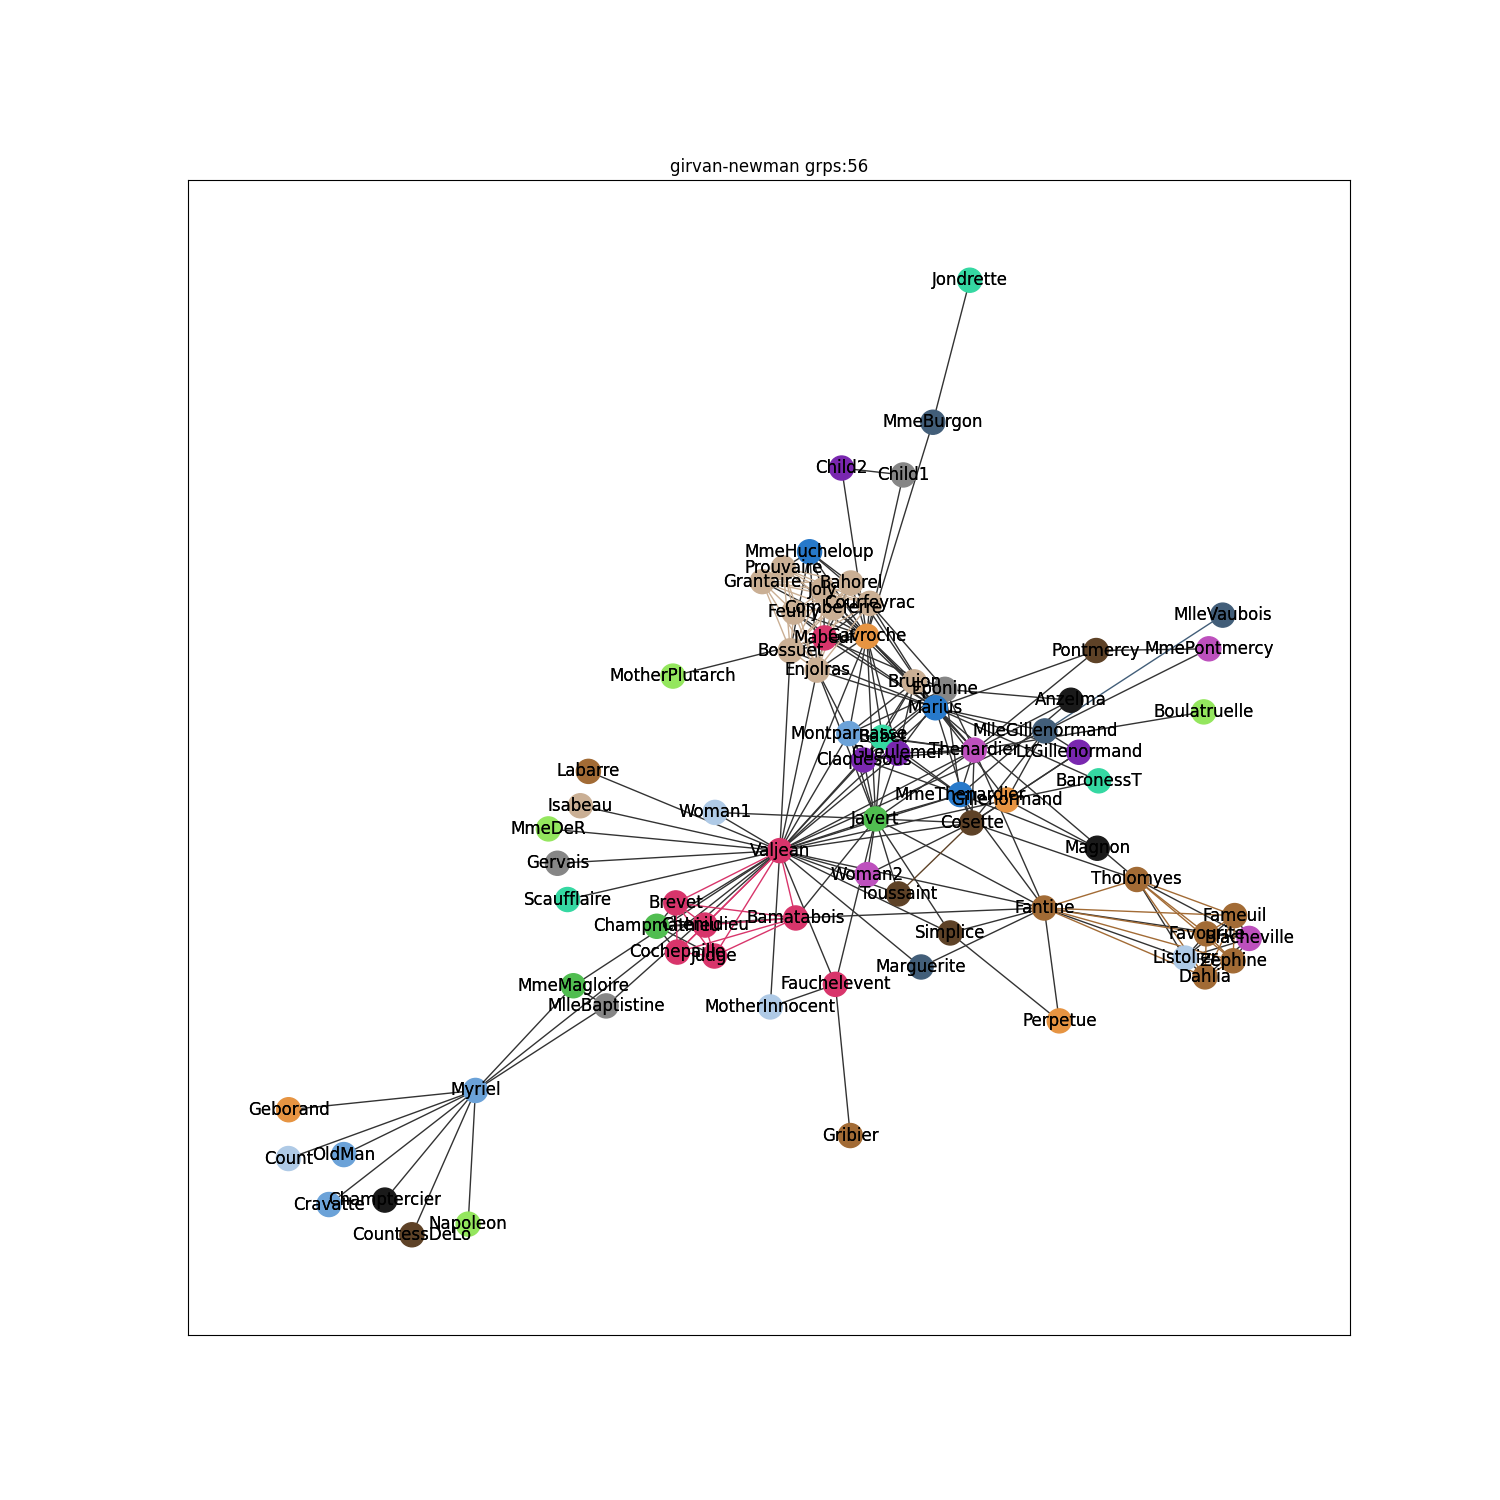 girvan-newman grps:56
Jondrette
MmeBurgon
Child2
Child1
MmeHucheloup
Prouvaire
Grantaire
Bahorel
Joly
Courfeyrac
Combeferre
Feuilly
MlleVaubois
Gavroche
Mabeuf
Bossuet
Pontmercy
MmePontmercy
Enjolras
MotherPlutarch
Brujon
Eponine
Anzelma
Marius
Boulatruelle
MlleGillenormand
Montparnasse
Babet
Thenardier
LtGillenormand
Gueulemer
Claquesous
Labarre
BaronessT
MmeThenardier
Gillenormand
Isabeau
Woman1
Javert
Cosette
MmeDeR
Magnon
Valjean
Gervais
Woman2
Tholomyes
Toussaint
Scaufflaire
Brevet
Fantine
Fameuil
Bamatabois
Champmathieu
Chenildieu
Simplice
Favourite
Blacheville
Cochepaille
Judge
Listolier
Zephine
Marguerite
Dahlia
Fauchelevent
MmeMagloire
MlleBaptistine
MotherInnocent
Perpetue
Myriel
Geborand
Gribier
OldMan
Count
Champtercier
Cravatte
Napoleon
CountessDeLo